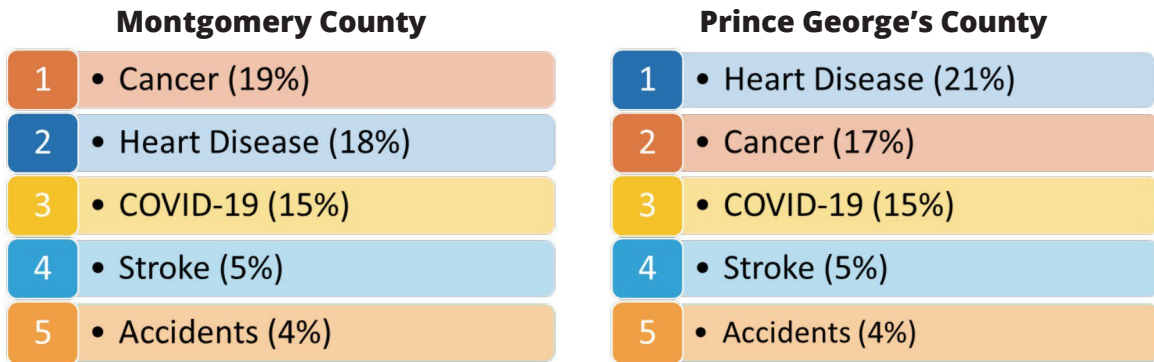 Montgomery County
1 • Cancer (19%)
2 • Heart Disease (18%)
3 • COVID-19 (15%)
4 • Stroke (5%)
5 • Accidents (4%)
Prince George’s County
1 • Heart Disease (21%)
2 • Cancer (17%)
3 • COVID-19 (15%)
4 • Stroke (5%)
5 • Accidents (4%)